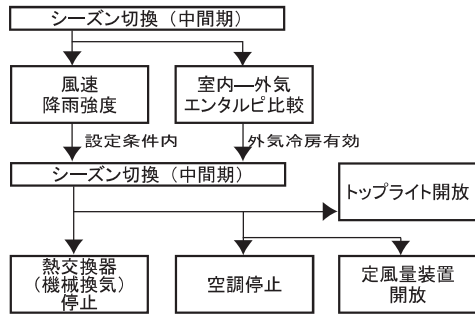 シーズン切換（中間期）
風速
降雨強度
室内―外気
エンタルピ比較
設定条件内
外気冷房有効
シーズン切換（中間期）
トップライト開放
熱交換器
（機械換気）
停止
空調停止
定風量装置
開放